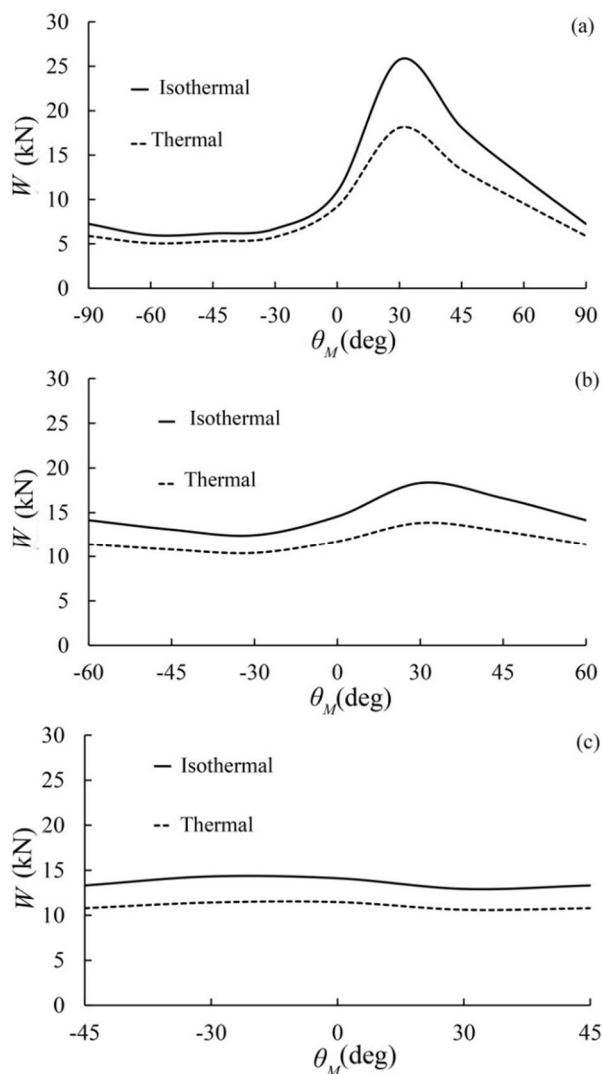 (a)
30
25
20
15
10
5
0
W (kN)
Isothermal
Thermal
-90 -60 -45 -30 0 30 45 60 90
θM(deg)
(b)
30
25
20
15
10
5
0
W (kN)
Isothermal
Thermal
-60 -45 -30 0 30 45 60
θM(deg)
(c)
30
25
20
15
10
5
0
W (kN)
Isothermal
Thermal
-45 -30 0 30 45
θM(deg)